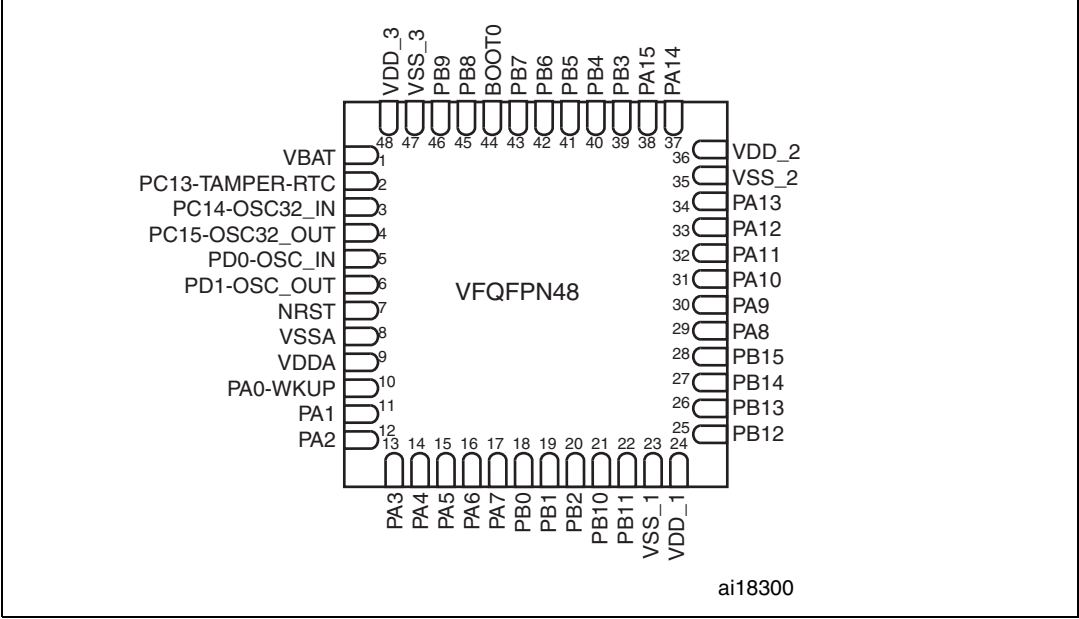 VDD_3
VSS_3
PB9
PB8
BOOT0
PB7
PB6
PB5
PB4
PB3
PA15
PA14
48 47 46 45 44 43 42 41 40 39 38 37
VBAT 1
PC13-TAMPER-RTC 2
PC14-OSC32_IN 3
PC15-OSC32_OUT 4
PD0-OSC_IN 5
PD1-OSC_OUT 6
NRST 7
VSSA 8
VDDA 9
PA0-WKUP 10
PA1 11
PA2 12
VFQFPN48
36 VDD_2
35 VSS_2
34 PA13
33 PA12
32 PA11
31 PA10
30 PA9
29 PA8
28 PB15
27 PB14
26 PB13
25 PB12
13 14 15 16 17 18 19 20 21 22 23 24
PA3
PA4
PA5
PA6
PA7
PB0
PB1
PB2
PB10
PB11
VSS_1
VDD_1
ai18300